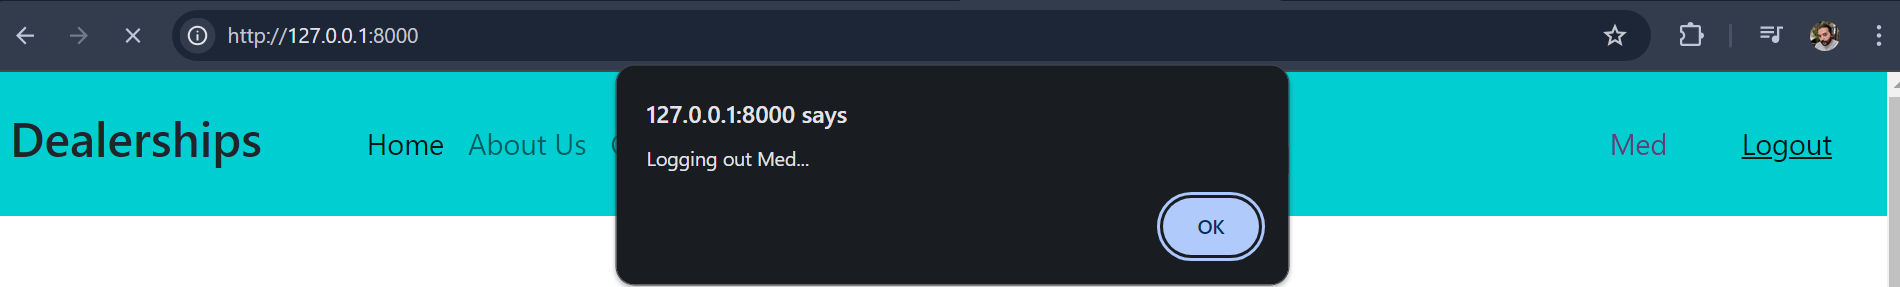 http://127.0.0.1:8000
127.0.0.1:8000 says
Logging out Med...
OK
Dealerships Home About Us Med Logout